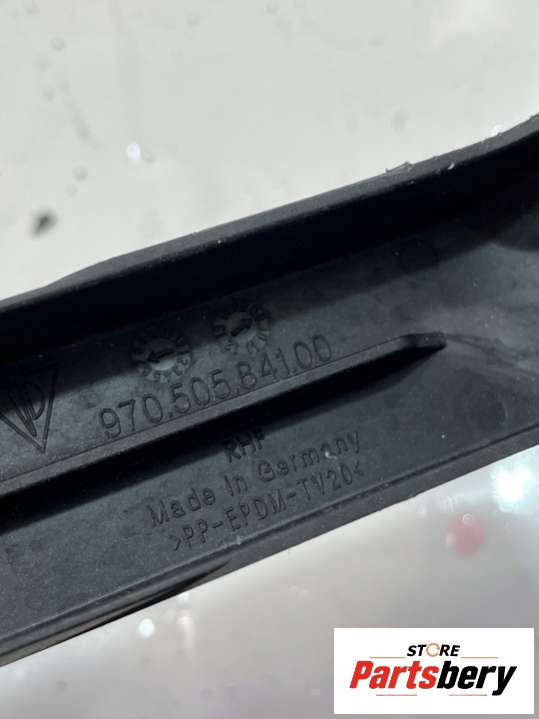 970.505.841.00
RHF
Made In Germany
>PP-EPDM-TV20<
STORE
Partsbery